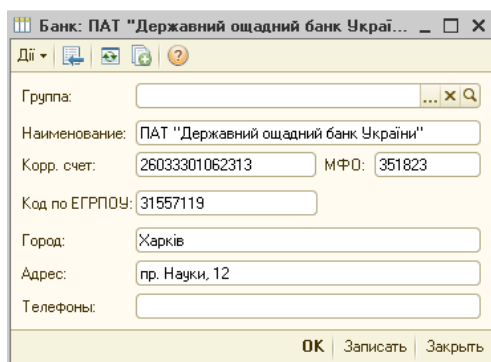 Банк: ПАТ "Державний ощадний банк Украї...
Дії
Группа:
Наименование: ПАТ "Державний ощадний банк України"
Корр. счет: 26033301062313 МФО: 351823
Код по ЕГРПОУ: 31557119
Город: Харків
Адрес: пр. Науки, 12
Телефоны:
OK Записать Закрыть